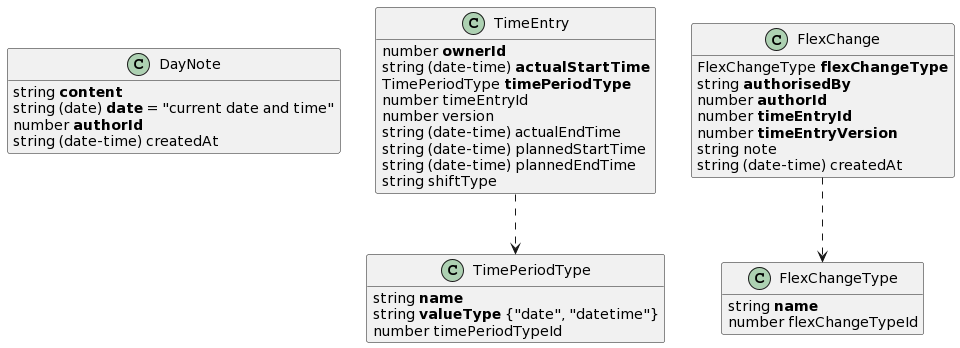 C DayNote
string content
string (date) date = "current date and time"
number authorId
string (date-time) createdAt
C TimeEntry
number ownerId
string (date-time) actualStartTime
TimePeriodType timePeriodType
number timeEntryId
number version
string (date-time) actualEndTime
string (date-time) plannedStartTime
string (date-time) plannedEndTime
string shiftType
C FlexChange
FlexChangeType flexChangeType
string authorisedBy
number authorId
number timeEntryId
number timeEntryVersion
string note
string (date-time) createdAt
C TimePeriodType
string name
string valueType {"date", "datetime"}
number timePeriodTypeId
C FlexChangeType
string name
number flexChangeTypeId